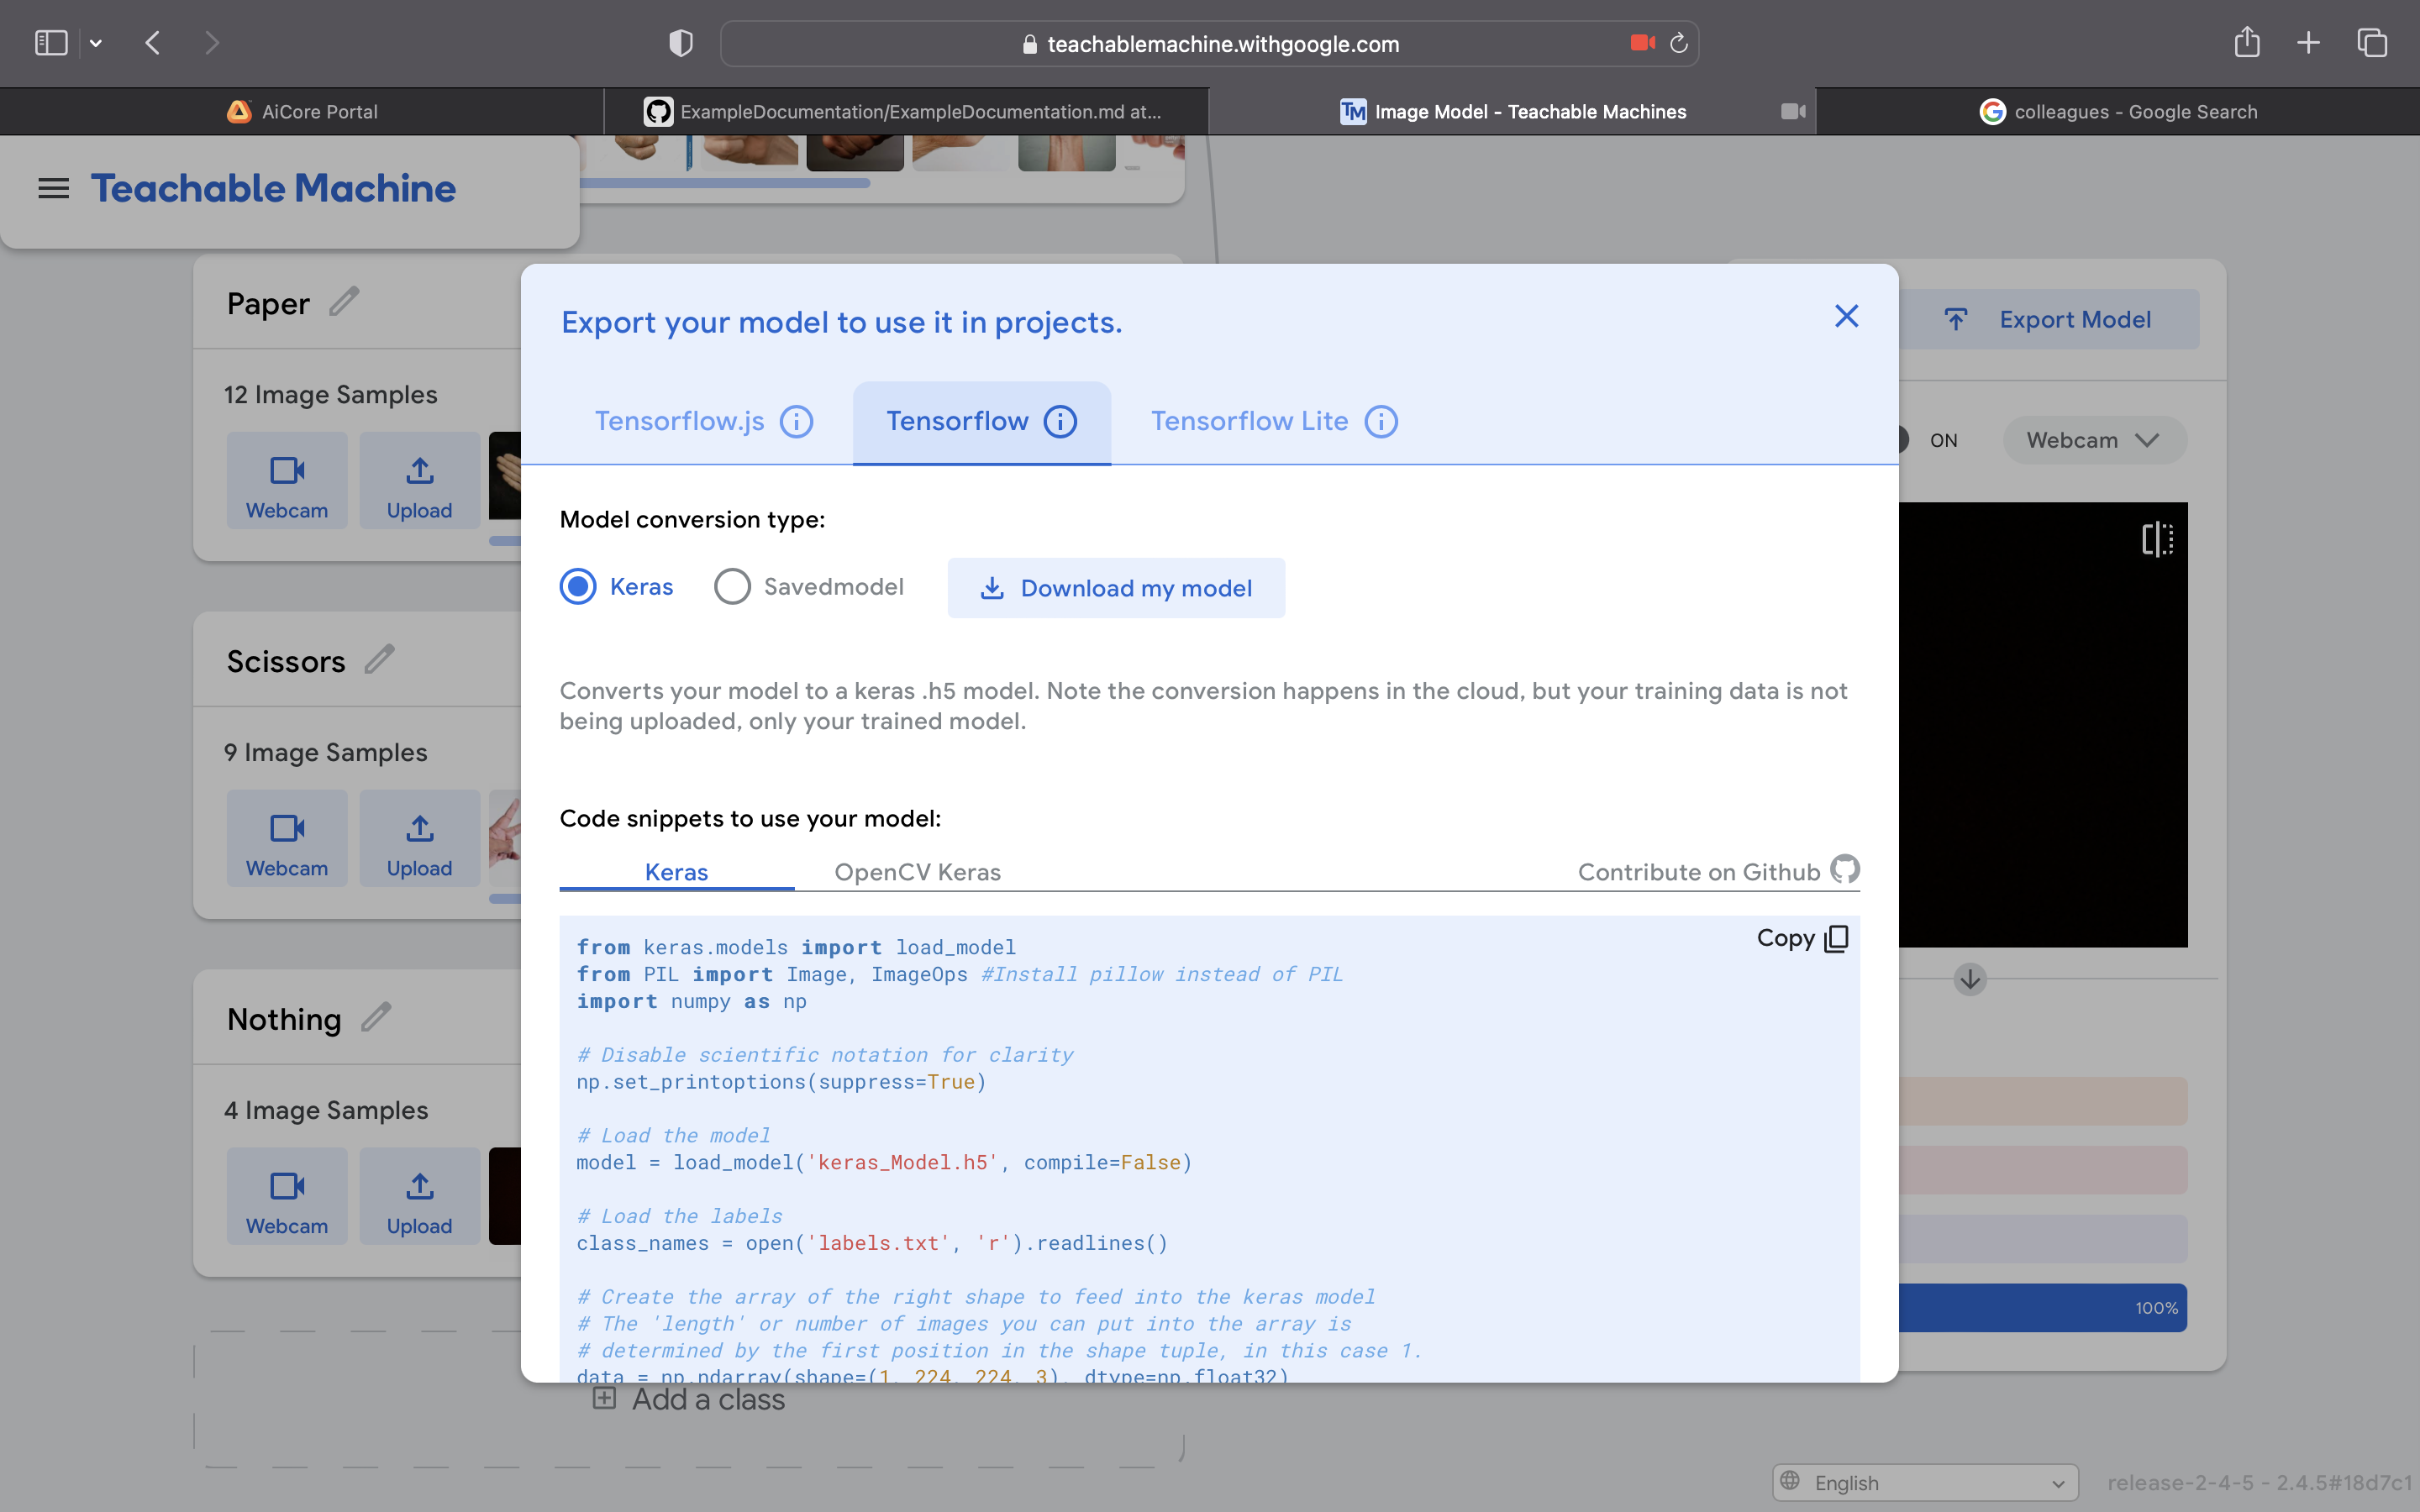 teachablemachine.withgoogle.com
AiCore Portal
ExampleDocumentation/ExampleDocumentation.md at...
TM Image Model - Teachable Machines
colleagues - Google Search
Teachable Machine
Paper
12 Image Samples
Webcam
Upload
Scissors
9 Image Samples
Webcam
Upload
Nothing
4 Image Samples
Webcam
Upload
Add a class
Export your model to use it in projects.
Tensorflow.js
Tensorflow
Tensorflow Lite
Model conversion type:
Keras
Savedmodel
Download my model
Converts your model to a keras .h5 model. Note the conversion happens in the cloud, but your training data is not
being uploaded, only your trained model.
Code snippets to use your model:
Keras
OpenCV Keras
Contribute on Github
Copy
from keras.models import load_model
from PIL import Image, ImageOps #Install pillow instead of PIL
import numpy as np
# Disable scientific notation for clarity
np.set_printoptions(suppress=True)
# Load the model
model = load_model('keras_Model.h5', compile=False)
# Load the labels
class_names = open('labels.txt', 'r').readlines()
# Create the array of the right shape to feed into the keras model
# The 'length' or number of images you can put into the array is
# determined by the first position in the shape tuple, in this case 1.
data = np.ndarray(shape=(1, 224, 224, 3), dtype=np.float32)
Export Model
ON
Webcam
100%
English
release-2-4-5 - 2.4.5#18d7c1